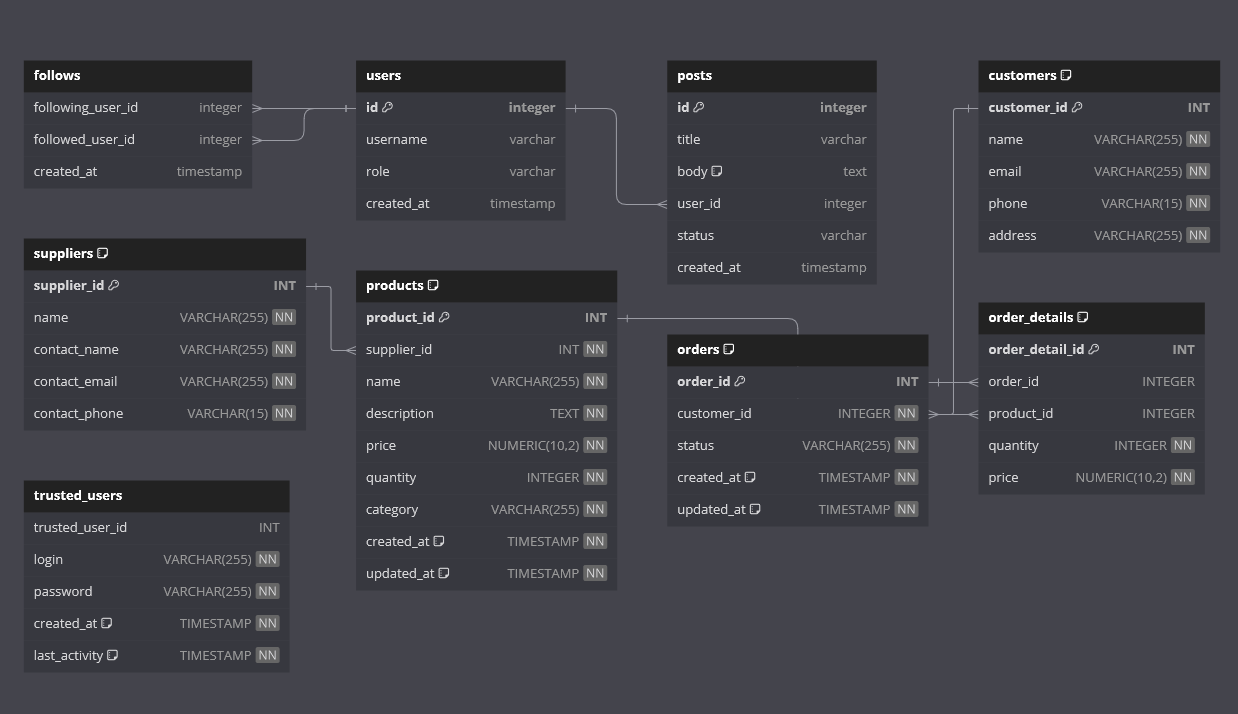 follows
following_user_id integer
followed_user_id integer
created_at timestamp
users
id integer
username varchar
role varchar
created_at timestamp
posts
id integer
title varchar
body text
user_id integer
status varchar
created_at timestamp
customers
customer_id INT
name VARCHAR(255) NN
email VARCHAR(255) NN
phone VARCHAR(15) NN
address VARCHAR(255) NN
suppliers
supplier_id INT
name VARCHAR(255) NN
contact_name VARCHAR(255) NN
contact_email VARCHAR(255) NN
contact_phone VARCHAR(15) NN
products
product_id INT
supplier_id INT NN
name VARCHAR(255) NN
description TEXT NN
price NUMERIC(10,2) NN
quantity INTEGER NN
category VARCHAR(255) NN
created_at TIMESTAMP NN
updated_at TIMESTAMP NN
orders
order_id INT
customer_id INTEGER NN
status VARCHAR(255) NN
created_at TIMESTAMP NN
updated_at TIMESTAMP NN
order_details
order_detail_id INT
order_id INTEGER
product_id INTEGER
quantity INTEGER NN
price NUMERIC(10,2) NN
trusted_users
trusted_user_id INT
login VARCHAR(255) NN
password VARCHAR(255) NN
created_at TIMESTAMP NN
last_activity TIMESTAMP NN